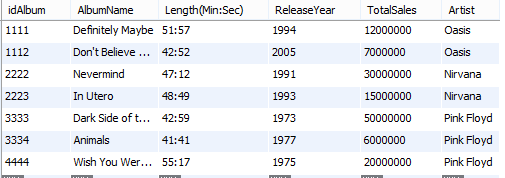 idAlbum AlbumName Length(Min:Sec) ReleaseYear TotalSales Artist
1111 Definitely Maybe 51:57 1994 12000000 Oasis
1112 Don't Believe ... 42:52 2005 7000000 Oasis
2222 Nevermind 47:12 1991 30000000 Nirvana
2223 In Utero 48:49 1993 15000000 Nirvana
3333 Dark Side of t... 42:59 1973 50000000 Pink Floyd
3334 Animals 41:41 1977 6000000 Pink Floyd
4444 Wish You Wer... 55:17 1975 20000000 Pink Floyd